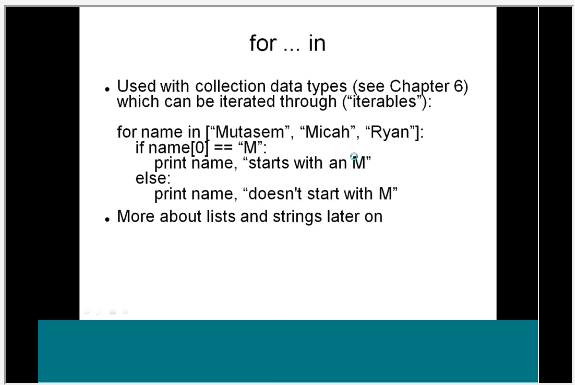 for ... in
• Used with collection data types (see Chapter 6)
which can be iterated through (“iterables”):
for name in [“Mutasem”, “Micah”, “Ryan”]:
if name[0] == “M”:
print name, “starts with an M”
else:
print name, “doesn't start with M”
• More about lists and strings later on